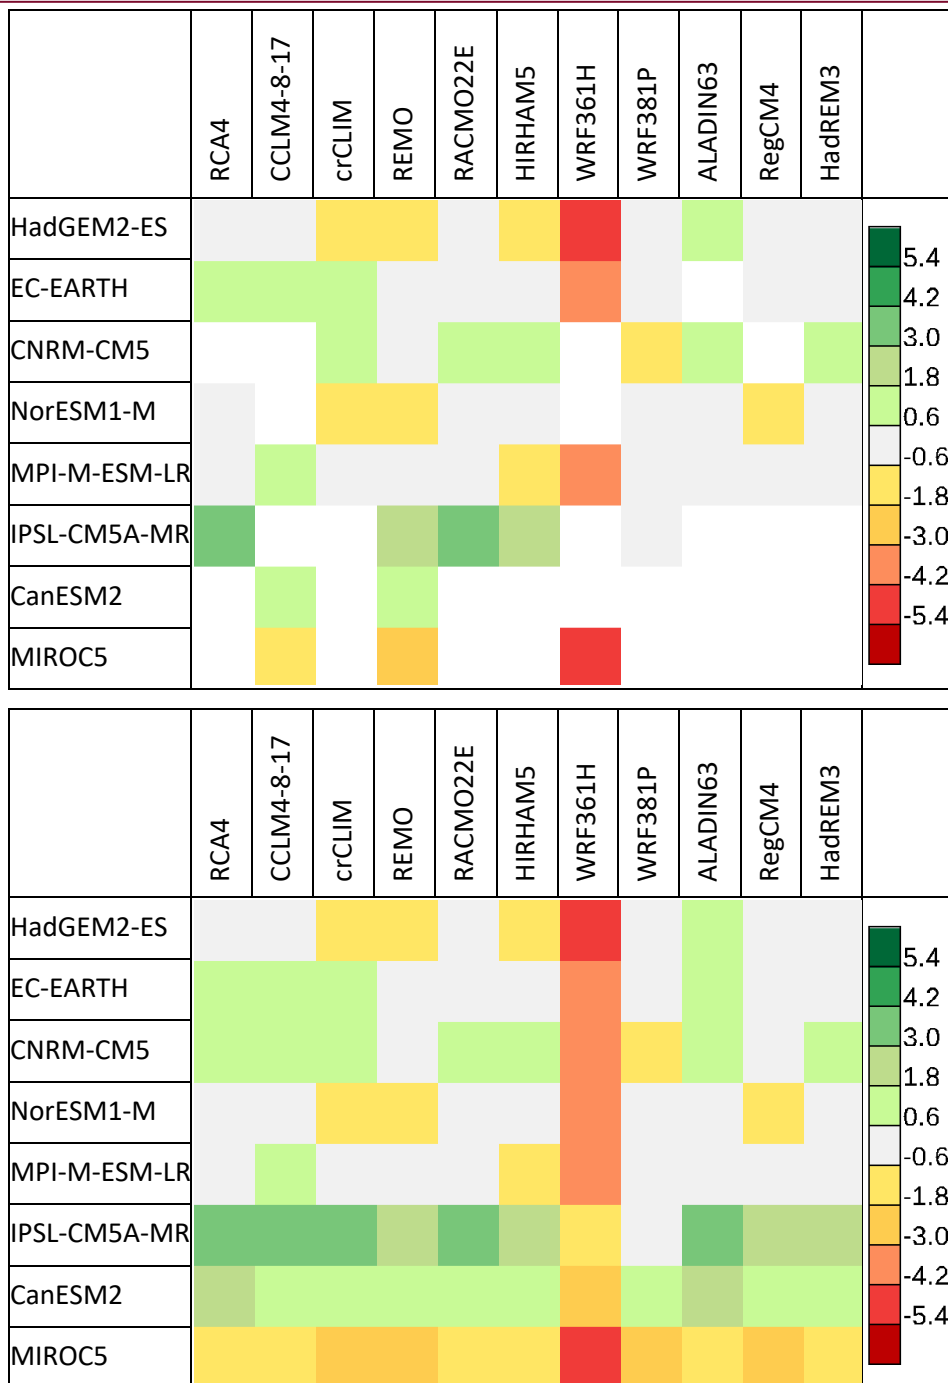 RCA4
CCLM4-8-17
crCLIM
REMO
RACMO22E
HIRHAM5
WRF361H
WRF381P
ALADIN63
RegCM4
HadREM3
HadGEM2-ES
EC-EARTH
CNRM-CM5
NorESM1-M
MPI-M-ESM-LR
IPSL-CM5A-MR
CanESM2
MIROC5
5.4
4.2
3.0
1.8
0.6
-0.6
-1.8
-3.0
-4.2
-5.4
RCA4
CCLM4-8-17
crCLIM
REMO
RACMO22E
HIRHAM5
WRF361H
WRF381P
ALADIN63
RegCM4
HadREM3
HadGEM2-ES
EC-EARTH
CNRM-CM5
NorESM1-M
MPI-M-ESM-LR
IPSL-CM5A-MR
CanESM2
MIROC5
5.4
4.2
3.0
1.8
0.6
-0.6
-1.8
-3.0
-4.2
-5.4